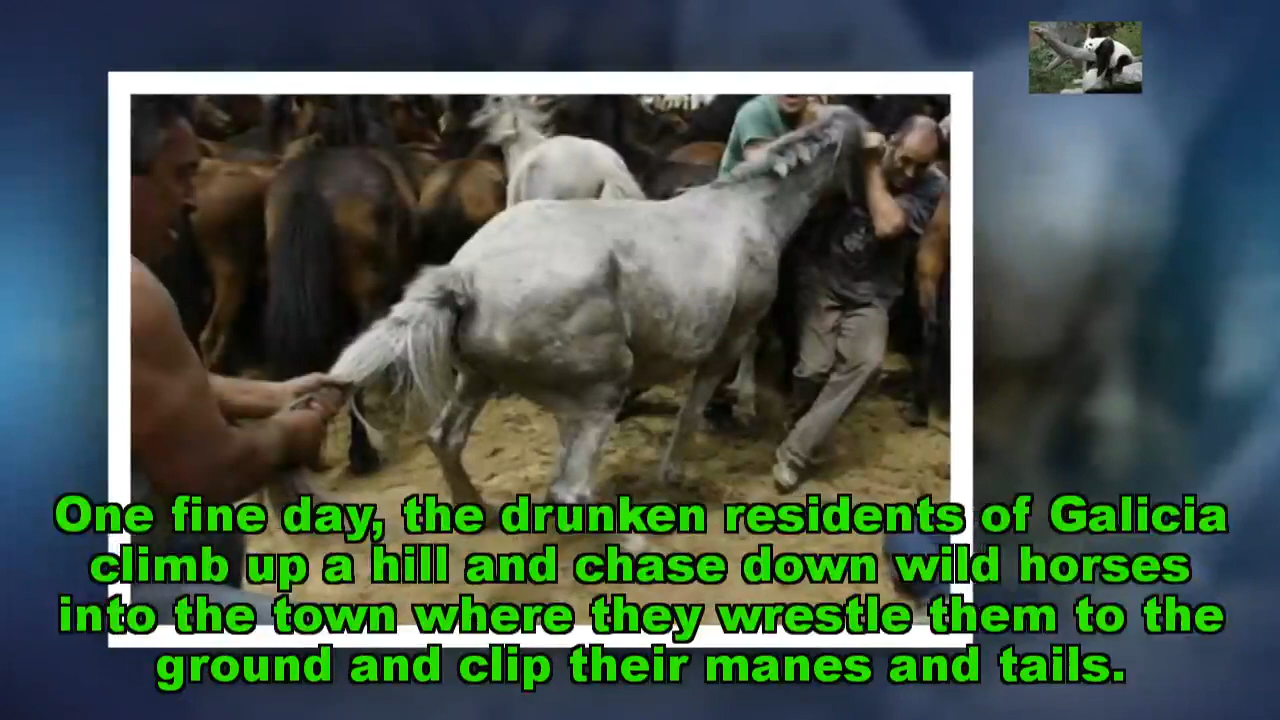 One fine day, the drunken residents of Galicia
climb up a hill and chase down wild horses
into the town where they wrestle them to the
ground and clip their manes and tails.